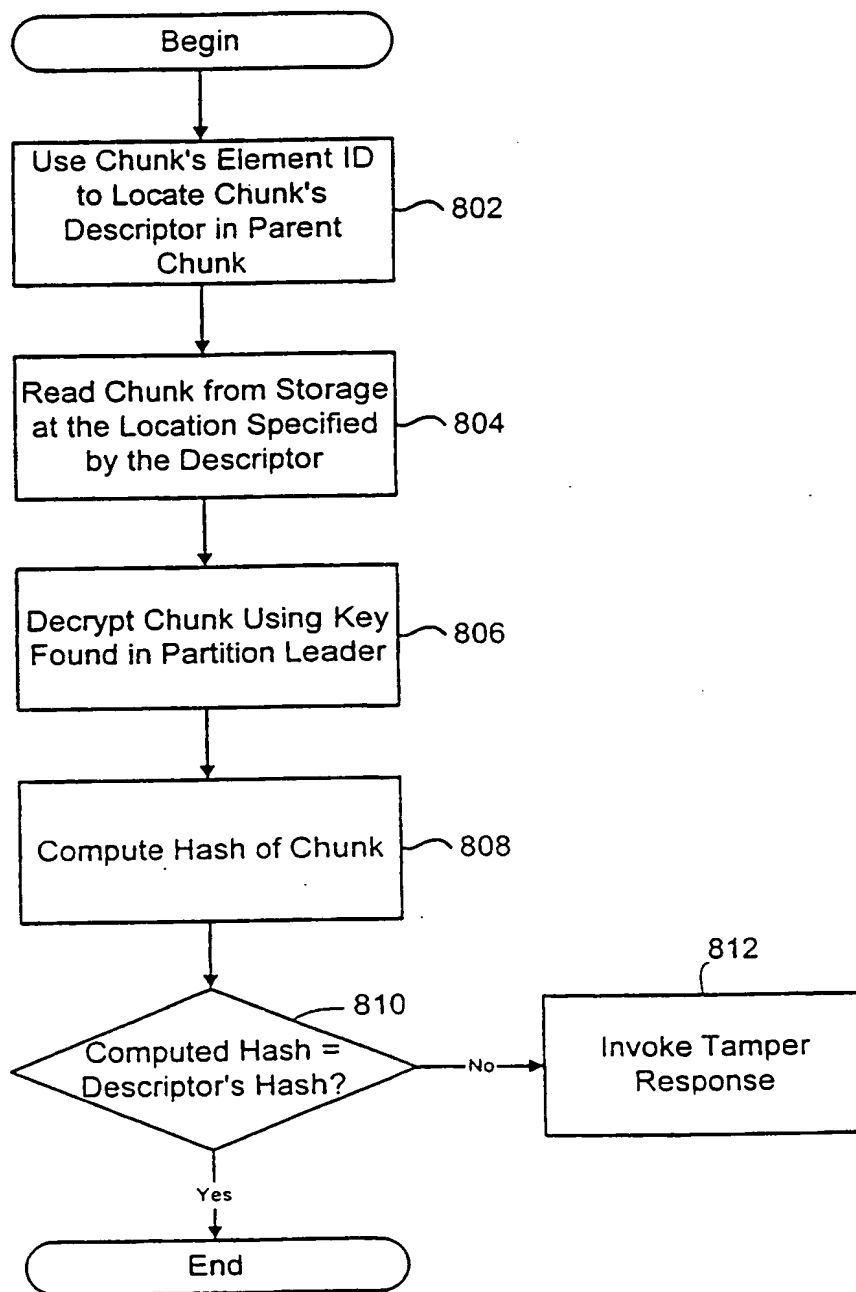 Begin
Use Chunk's Element ID
to Locate Chunk's
Descriptor in Parent
Chunk
802
Read Chunk from Storage
at the Location Specified
by the Descriptor
804
Decrypt Chunk Using Key
Found in Partition Leader
806
Compute Hash of Chunk
808
810
812
Computed Hash =
Descriptor's Hash?
No
Invoke Tamper
Response
Yes
End